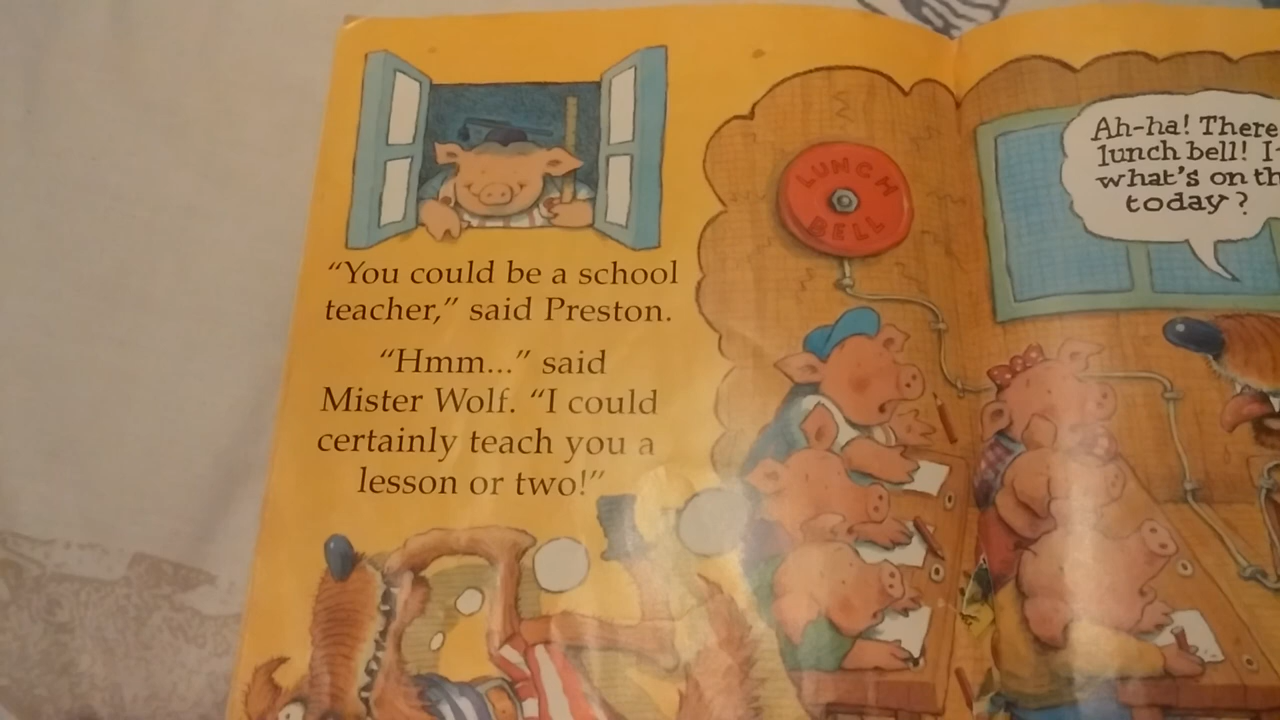 "You could be a school
teacher," said Preston.
"Hmm..." said
Mister Wolf. "I could
certainly teach you a
lesson or two!"
LUNCH
BELL
Ah-ha! There
lunch bell! I
what's on th
today?